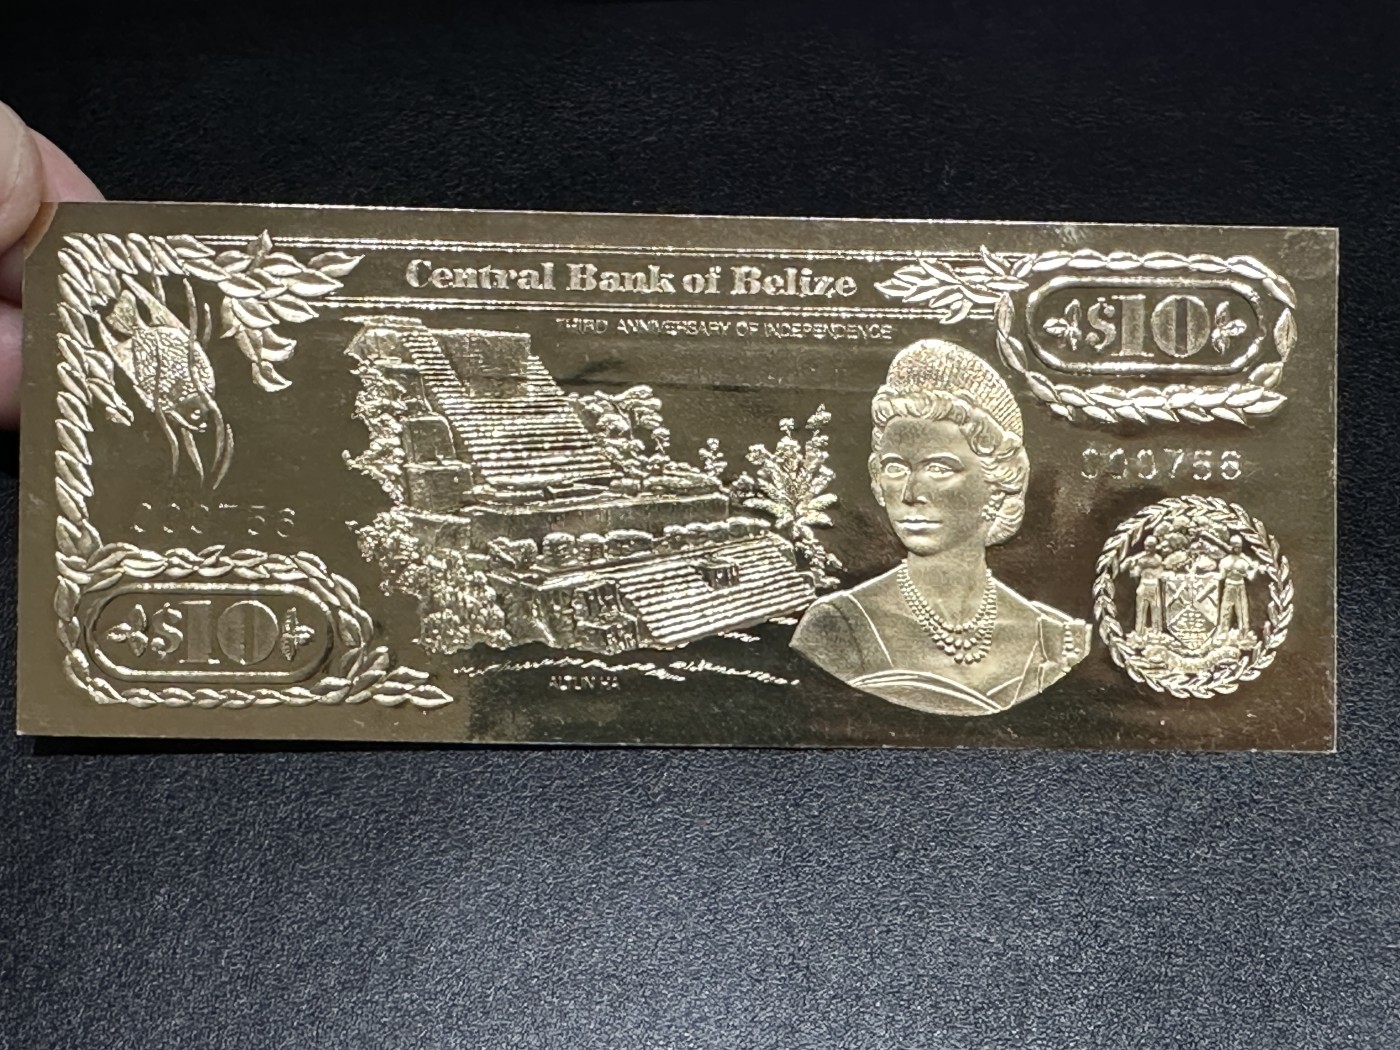 Central Bank of Belize
THIRD ANNIVERSARY OF INDEPENDENCE
$10
000756
000756
$10
ALTUN HA